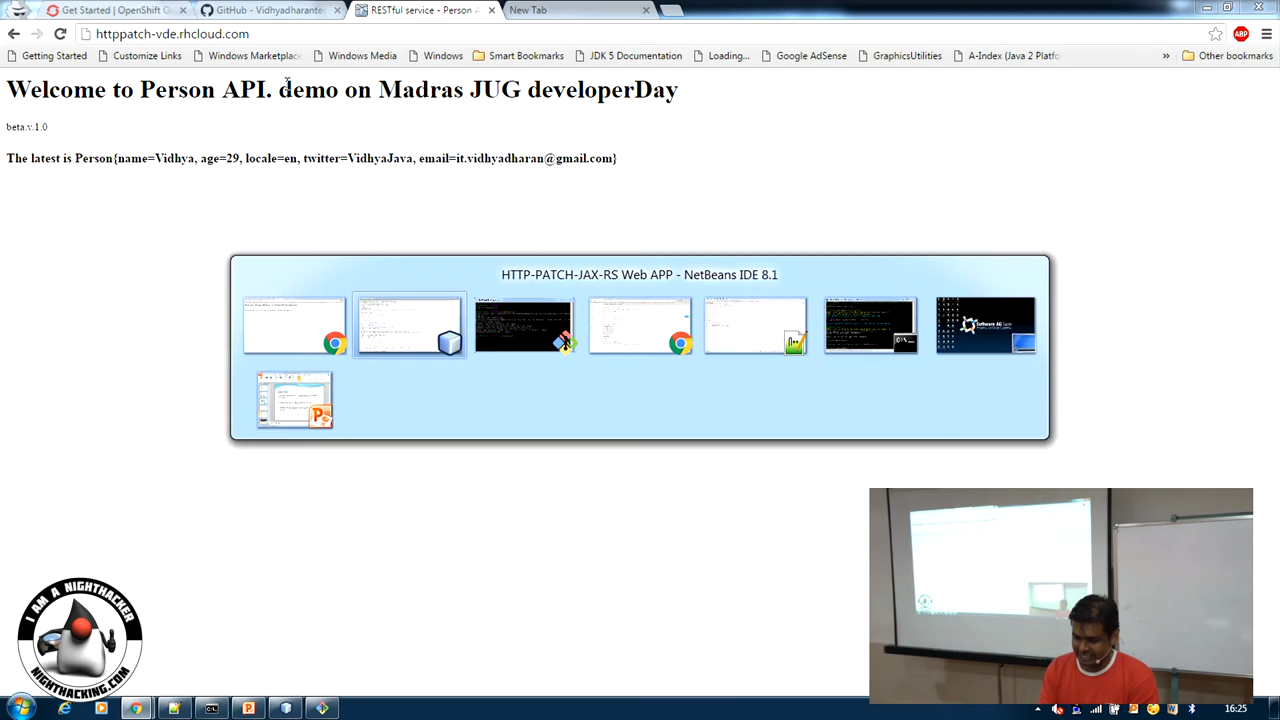 Get Started | OpenShift O
GitHub - Vidhyadharante
RESTful service - Person A
New Tab
httppatch-vde.rhcloud.com
ABP
Getting Started
Customize Links
Windows Marketplace
Windows Media
Windows
Smart Bookmarks
JDK 5 Documentation
Loading...
Google AdSense
GraphicsUtilities
A-Index (Java 2 Platfo
»
Other bookmarks
Welcome to Person API. demo on Madras JUG developerDay
beta.v.1.0
The latest is Person{name=Vidhya, age=29, locale=en, twitter=VidhyaJava, email=it.vidhyadharan@gmail.com}
HTTP-PATCH-JAX-RS Web APP - NetBeans IDE 8.1
I AM A NIGHTHACKER
NIGHTHACKING.COM
16:25